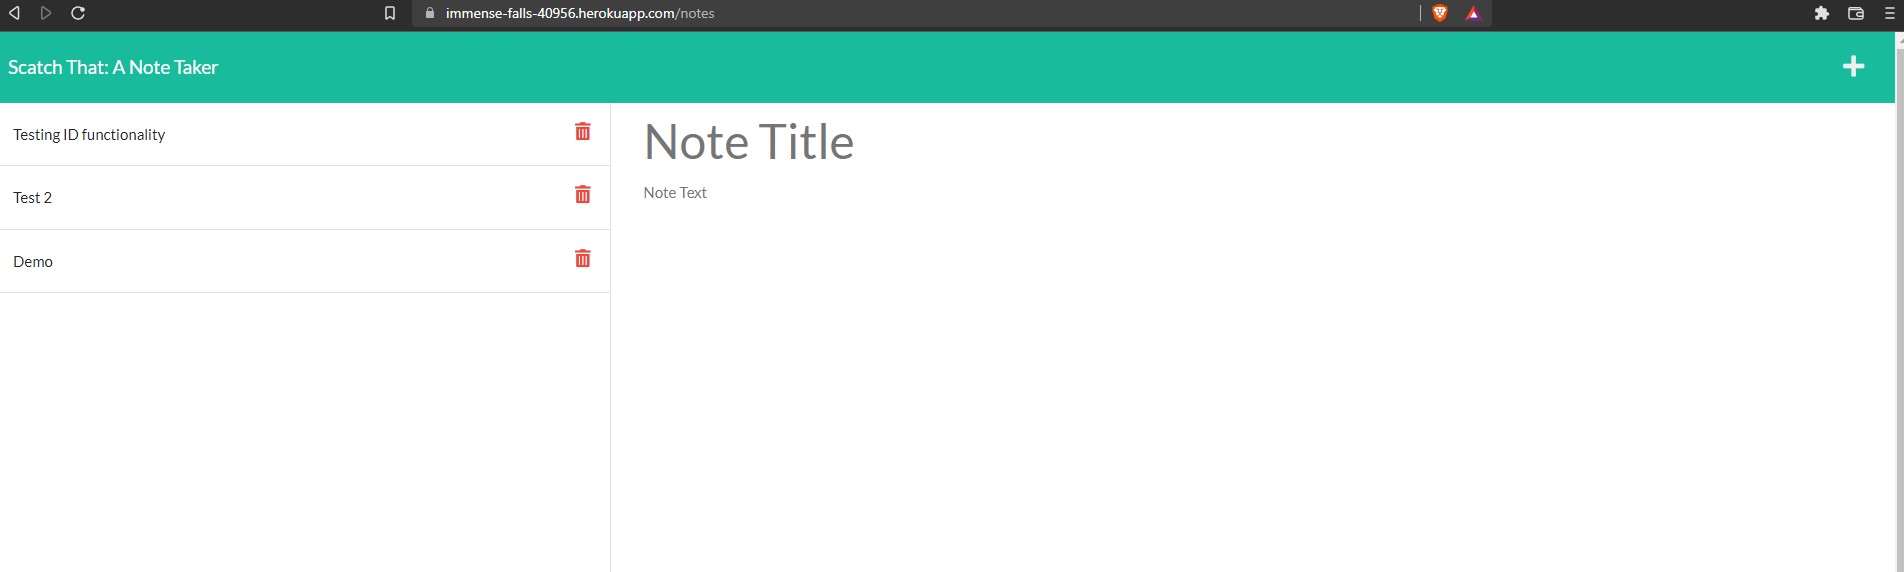 immense-falls-40956.herokuapp.com/notes
Scatch That: A Note Taker
Testing ID functionality
Test 2
Demo
Note Title
Note Text